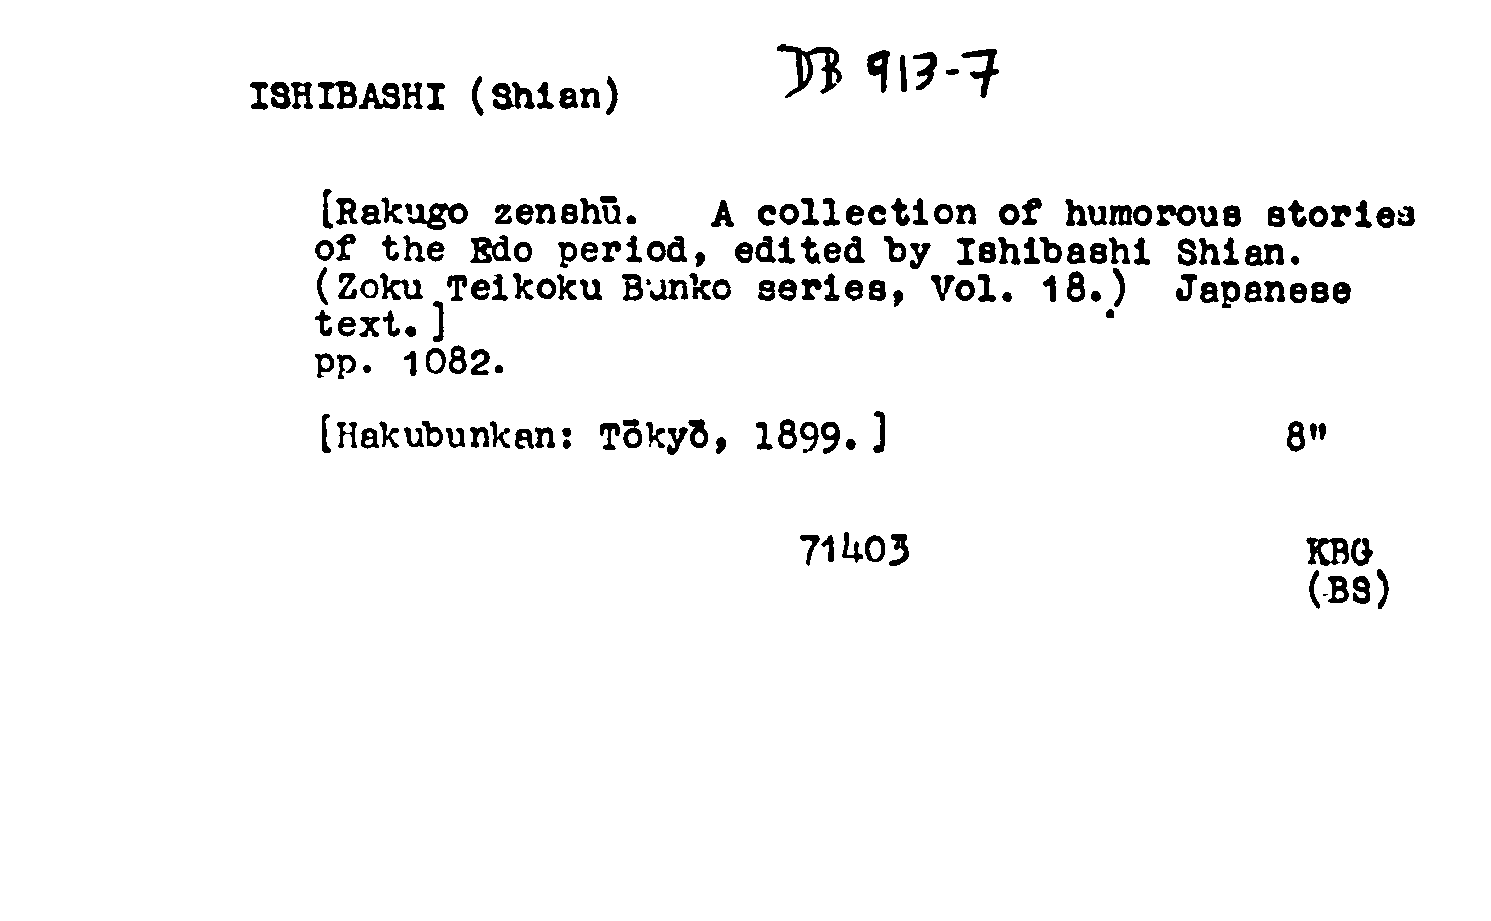 DB 913-7
ISHIBASHI (Shian)
[Rakugo zenshū. A collection of humorous stories
of the Edo period, edited by Ishibashi Shian.
(Zoku Teikoku Bunko series, Vol. 18.) Japanese
text.]
pp. 1082.
[Hakubunkan: Tōkyō, 1899.] 8"
71403 KBG
(BS)